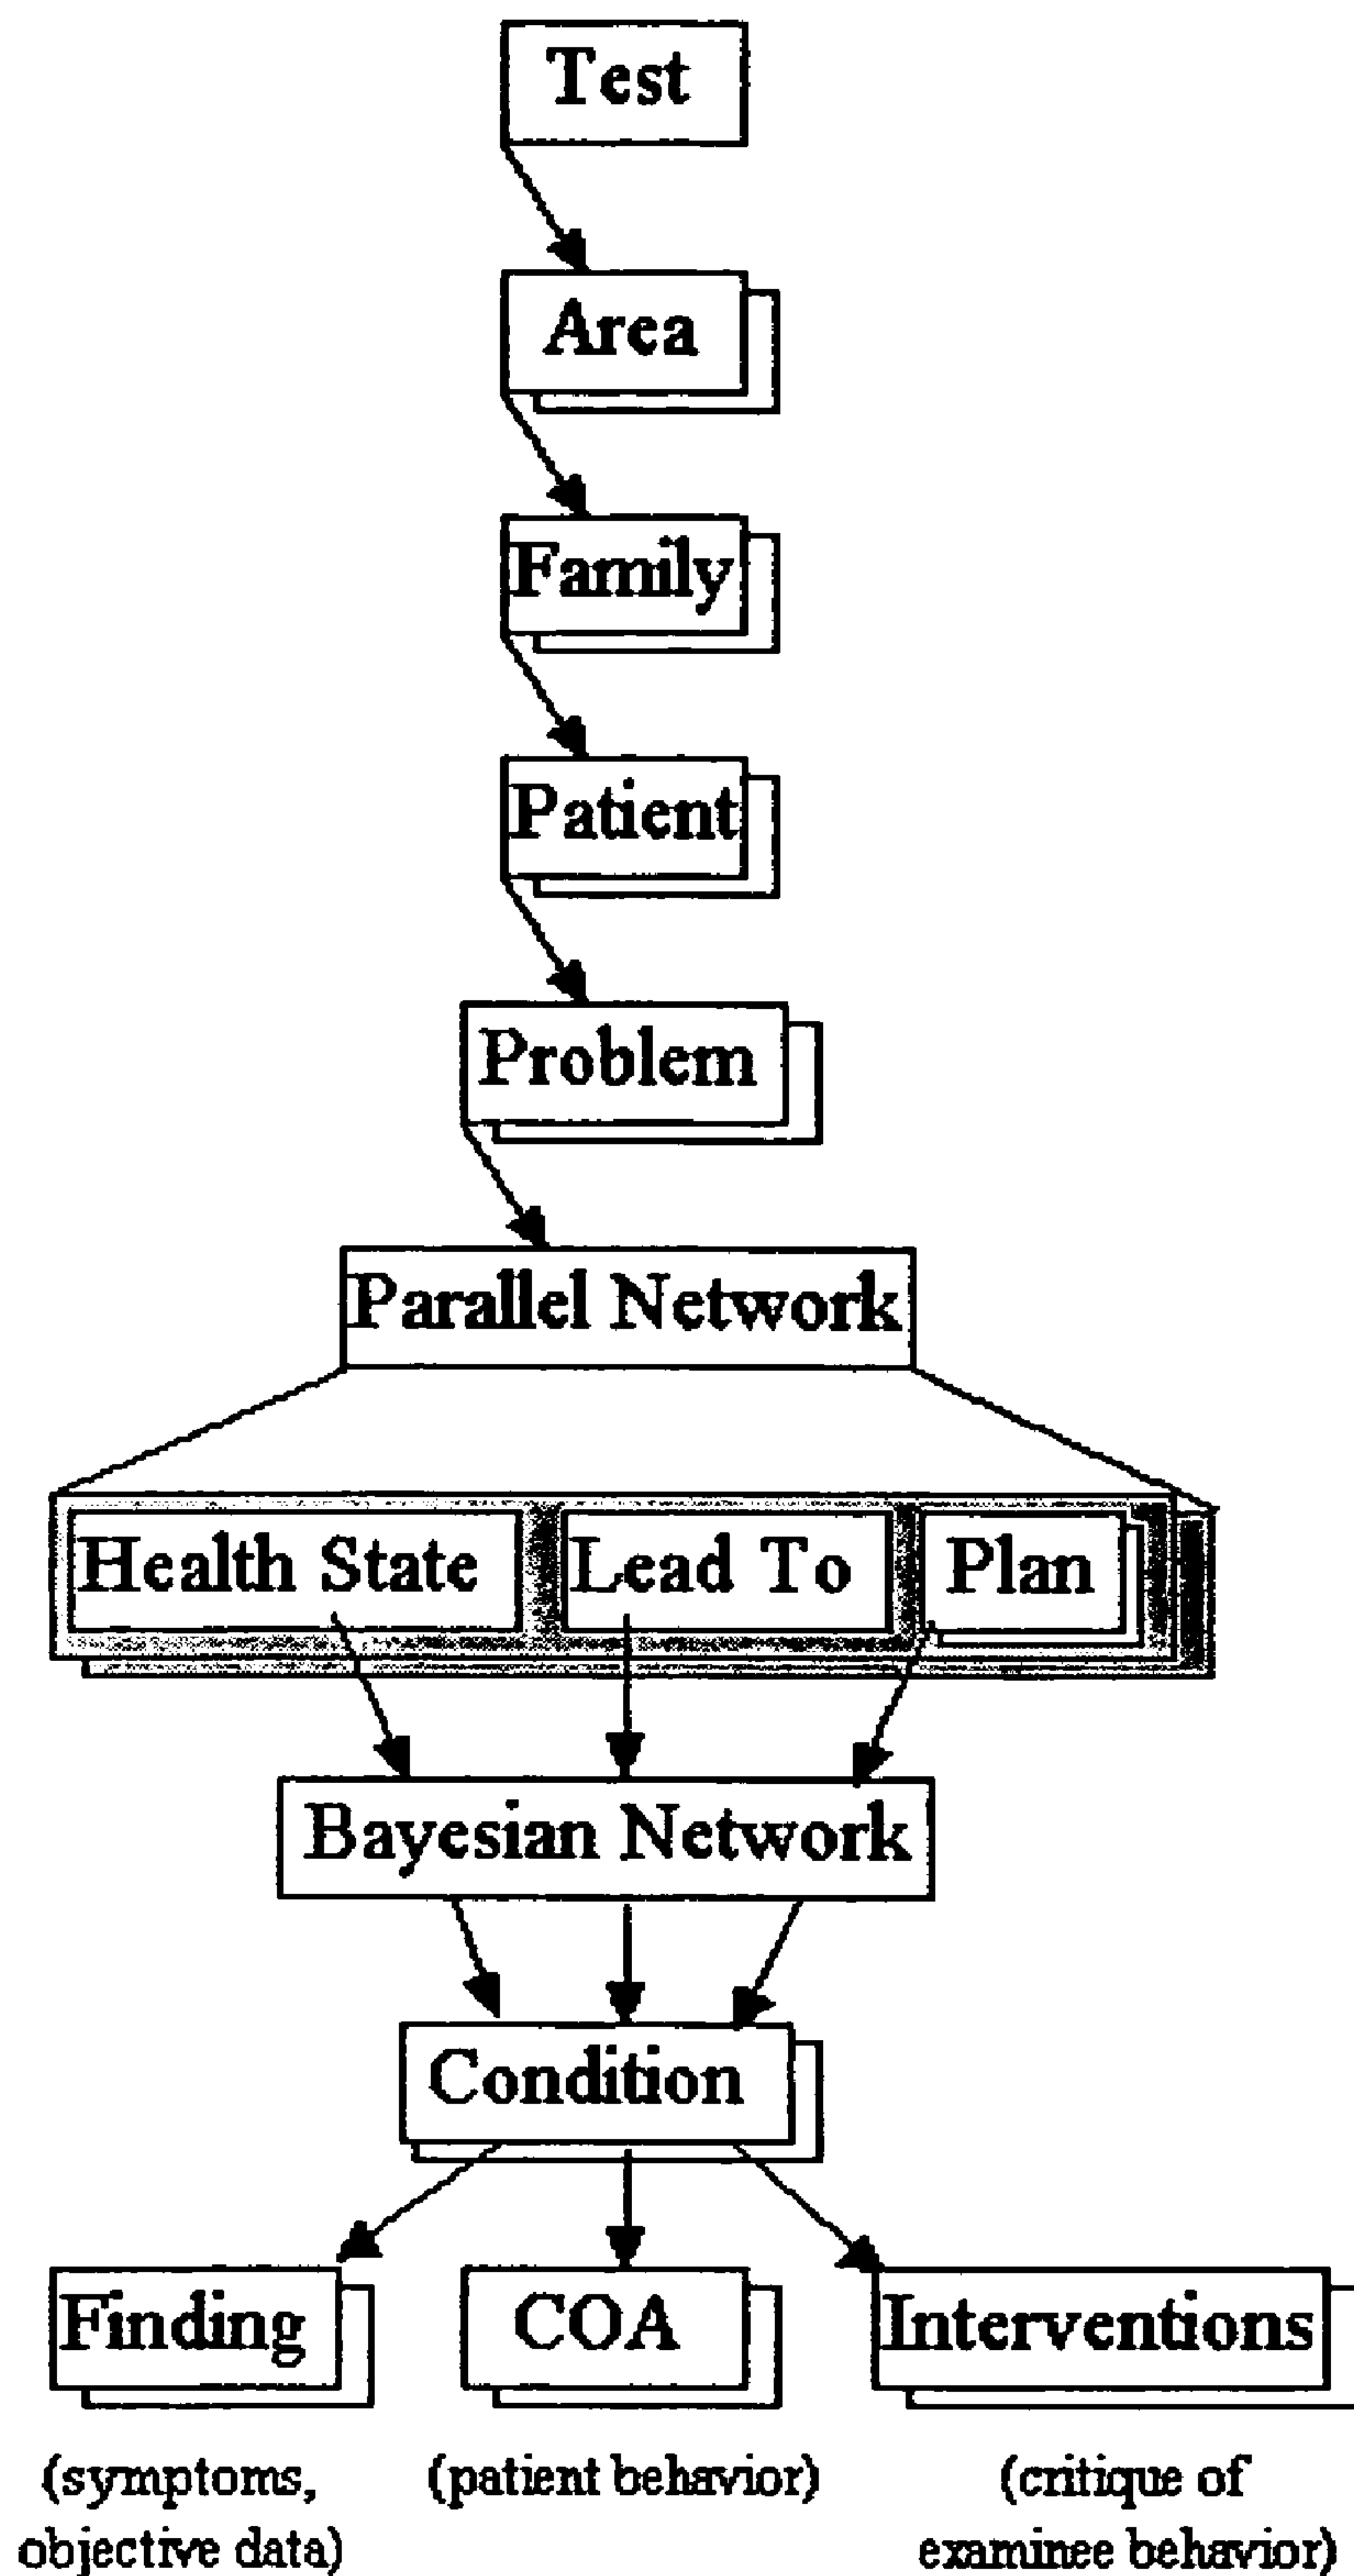 Test
Area
Family
Patient
Problem
Parallel Network
Health State
Lead To
Plan
Bayesian Network
Condition
Finding
COA
Interventions
(symptoms,
objective data)
(patient behavior)
(critique of
examinee behavior)